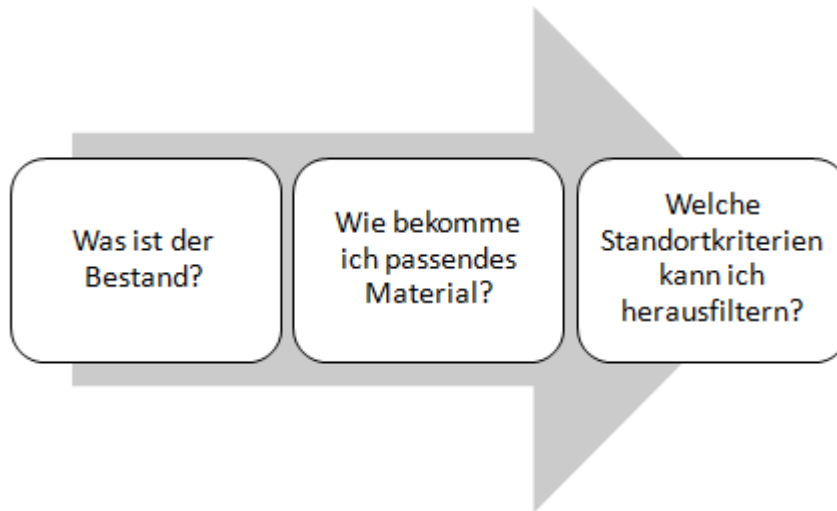 Was ist der
Bestand?
Wie bekomme
ich passendes
Material?
Welche
Standortkriterien
kann ich
herausfiltern?